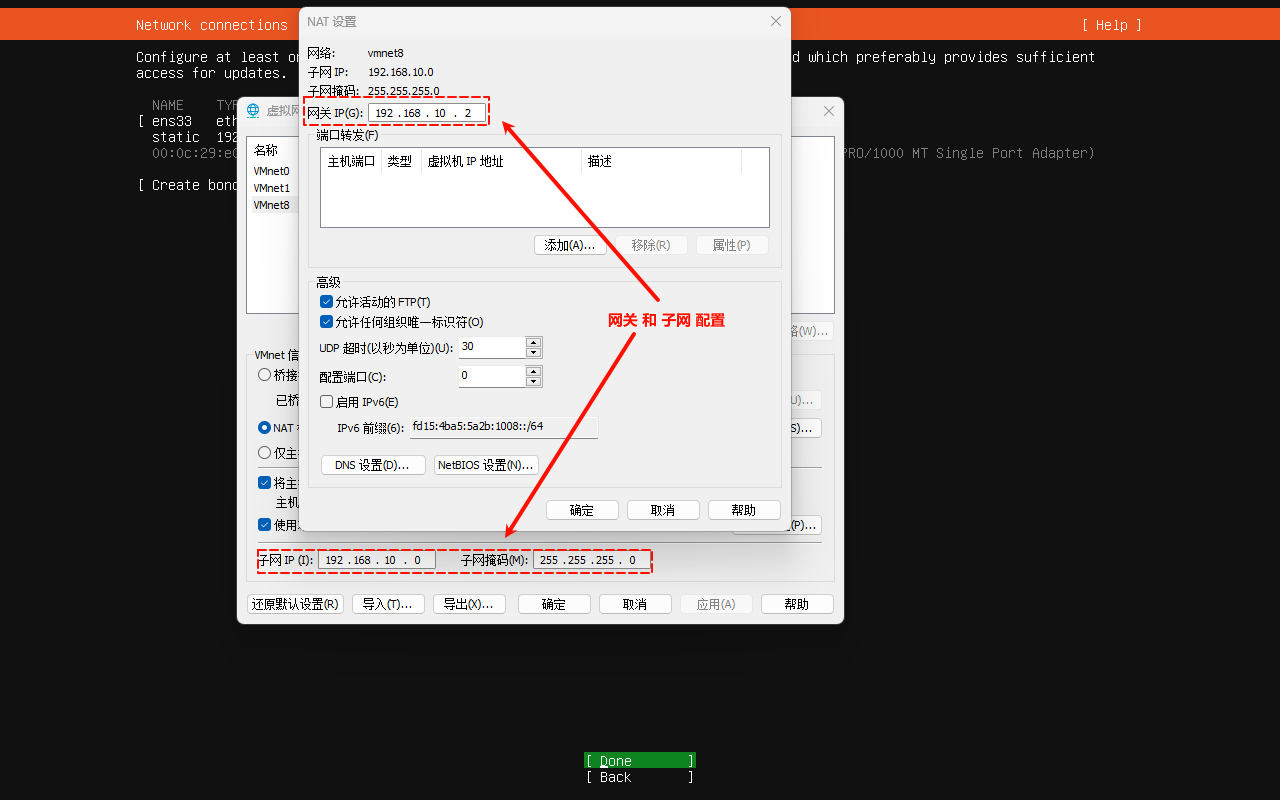 Network connections
[ Help ]
NAT 设置
Configure at least
d which preferably provides sufficient
access for updates.
网络: vmnet8
子网 IP: 192.168.10.0
子网掩码: 255.255.255.0
网关 IP(G): 192 .168 . 10 . 2
NAME
[ ens33 eth
static 192
PRO/1000 MT Single Port Adapter)
[ Create bond
端口转发(F)
主机端口 类型 虚拟机 IP 地址 描述
添加(A)... 移除(R) 属性(P)
虚拟网
名称
VMnet0
VMnet1
VMnet8
高级
允许活动的 FTP(T)
允许任何组织唯一标识符(O)
UDP 超时(以秒为单位)(U): 30
配置端口(C): 0
启用 IPv6(E)
IPv6 前缀(6): fd15:4ba5:5a2b:1008::/64
DNS 设置(D)... NetBIOS 设置(N)...
确定 取消 帮助
网关 和 子网 配置
(W)...
VMnet 信
桥接
已桥
U)...
NAT
S)...
仅主
将主
主机
使用
(P)...
子网 IP (I): 192 .168 . 10 . 0 子网掩码(M): 255 .255 .255 . 0
还原默认设置(R) 导入(T)... 导出(X)... 确定 取消 应用(A) 帮助
[ Done ]
[ Back ]